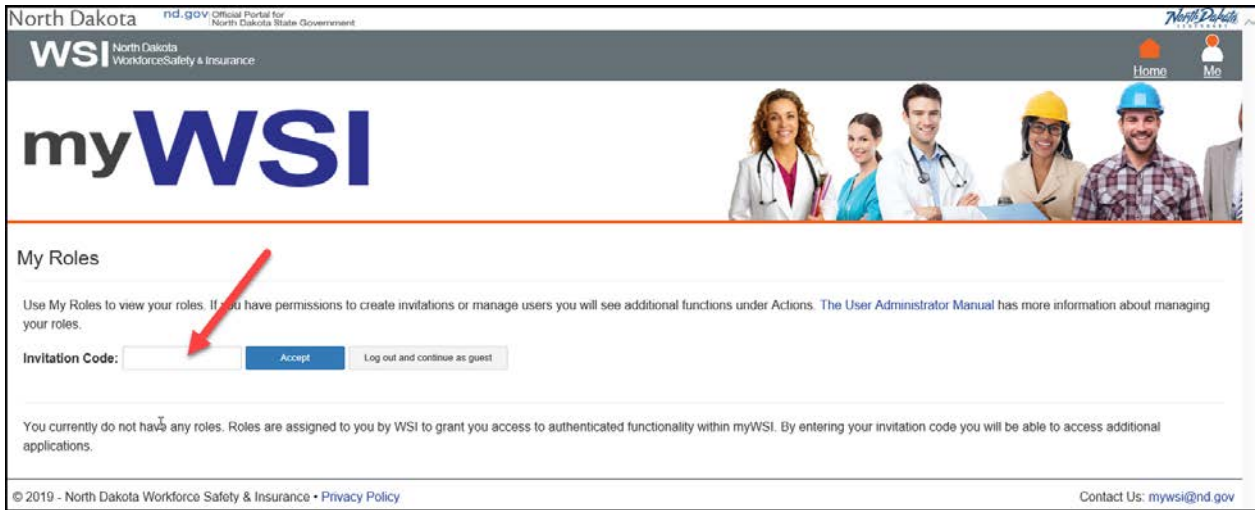 North Dakota nd.gov Official Portal for
North Dakota State Government
North Dakota
WSI North Dakota
WorkforceSafety & Insurance
Home Me
myWSI
My Roles
Use My Roles to view your roles. If you have permissions to create invitations or manage users you will see additional functions under Actions. The User Administrator Manual has more information about managing
your roles.
Invitation Code: Accept Log out and continue as guest
You currently do not have any roles. Roles are assigned to you by WSI to grant you access to authenticated functionality within myWSI. By entering your invitation code you will be able to access additional
applications.
© 2019 - North Dakota Workforce Safety & Insurance • Privacy Policy Contact Us: mywsi@nd.gov